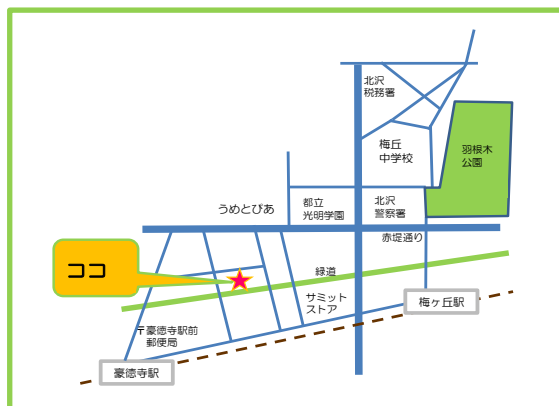 北沢
税務署
梅丘
中学校
羽根木
公園
うめとぴあ
都立
光明学園
北沢
警察署
赤堤通り
ココ
緑道
サミット
ストア
梅ヶ丘駅
〒豪徳寺駅前
郵便局
豪徳寺駅